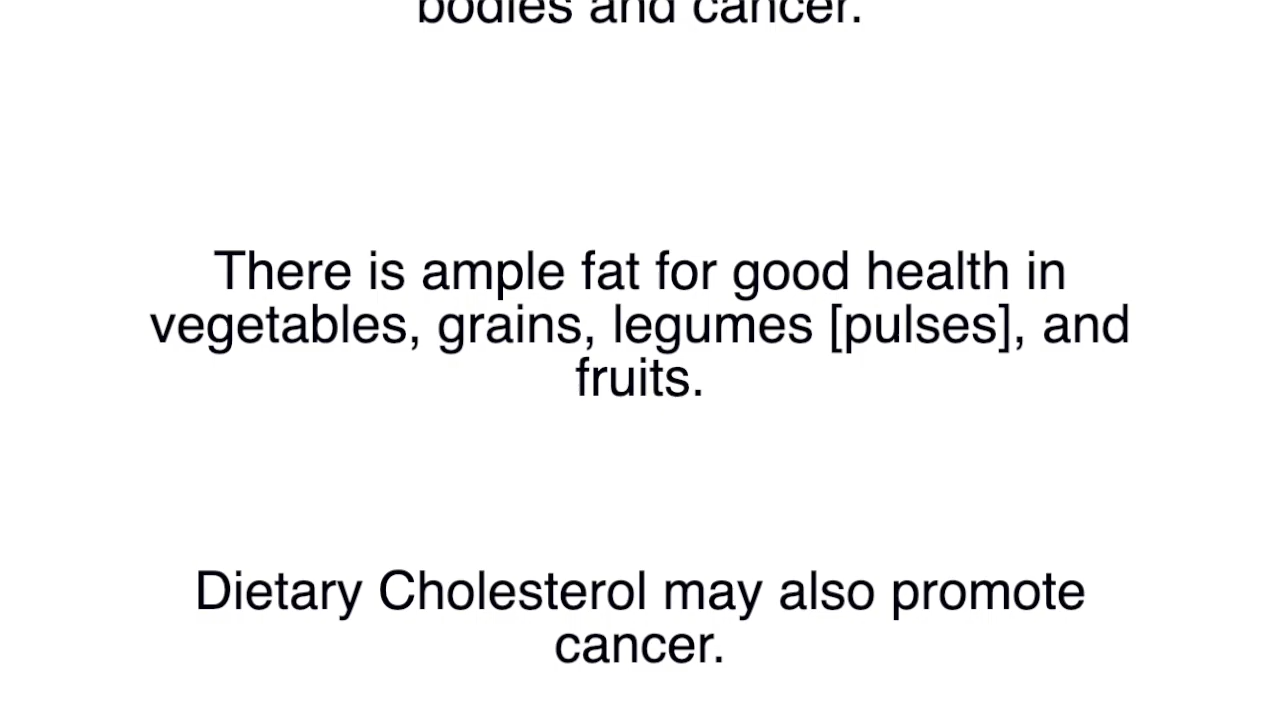 bodies and cancer.
There is ample fat for good health in
vegetables, grains, legumes [pulses], and
fruits.
Dietary Cholesterol may also promote
cancer.